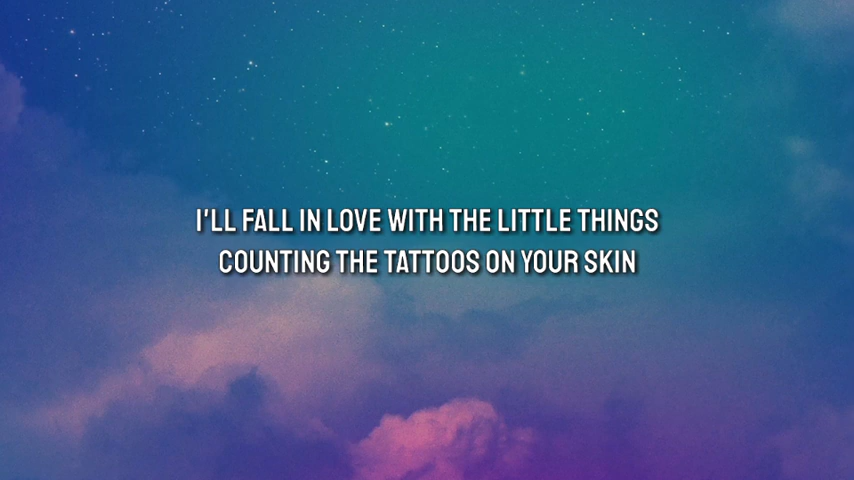 I'LL FALL IN LOVE WITH THE LITTLE THINGS
COUNTING THE TATTOOS ON YOUR SKIN